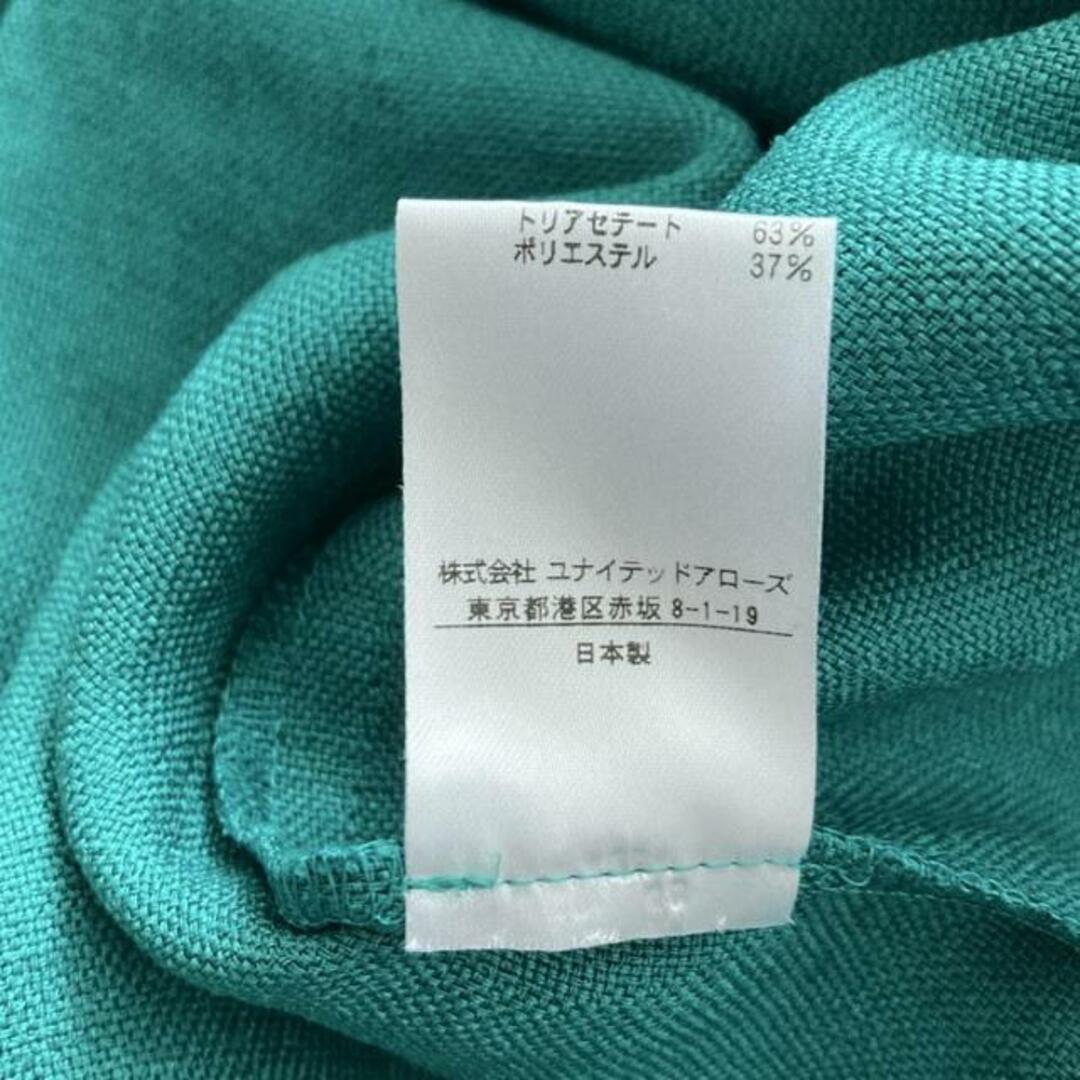 トリアセテート 63%
ポリエステル 37%
株式会社 ユナイテッドアローズ
東京都港区赤坂 8-1-19
日本製